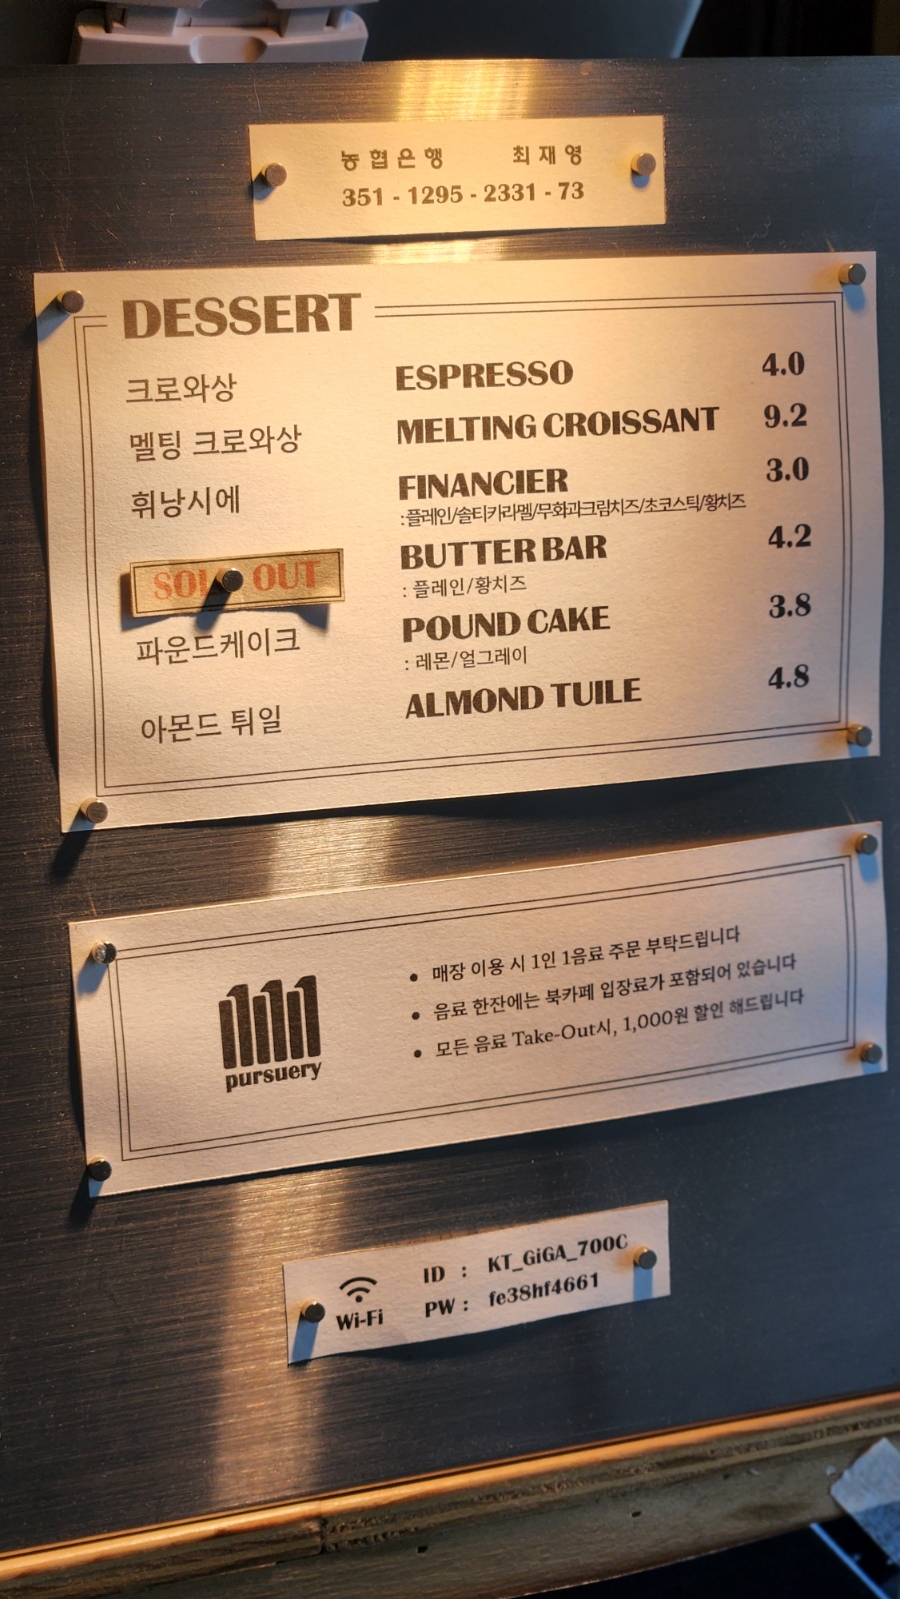 농협은행 최재영
351 - 1295 - 2331 - 73
DESSERT
크로와상 ESPRESSO 4.0
멜팅 크로와상 MELTING CROISSANT 9.2
휘낭시에 FINANCIER 3.0
:플레인/솔티카라멜/무화과크림치즈/초코스틱/황치즈
SOLD OUT BUTTER BAR 4.2
: 플레인/황치즈
파운드케이크 POUND CAKE 3.8
: 레몬/얼그레이
아몬드 튀일 ALMOND TUILE 4.8
pursuery
• 매장 이용 시 1인 1음료 주문 부탁드립니다
• 음료 한잔에는 북카페 입장료가 포함되어 있습니다
• 모든 음료 Take-Out시, 1,000원 할인 해드립니다
Wi-Fi
ID : KT_GiGA_700C
PW : fe38hf4661